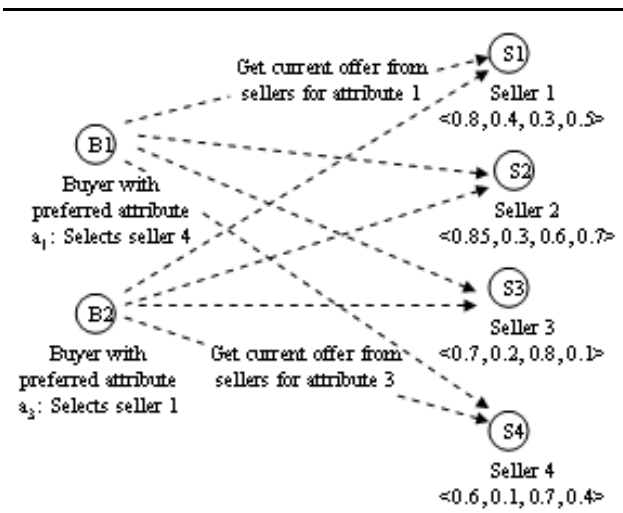 Get current offer from
sellers for attribute 1
S1
Seller 1
<0.8,0.4, 0.3,0.5>
B1
Buyer with
preferred attribute
a1: Selects seller 4
S2
Seller 2
<0.85,0.3, 0.6,0.7>
B2
Buyer with
preferred attribute
a3: Selects seller 1
S3
Seller 3
<0.7,0.2, 0.8,0.1>
Get current offer from
sellers for attribute 3
S4
Seller 4
<0.6,0.1, 0.7,0.4>